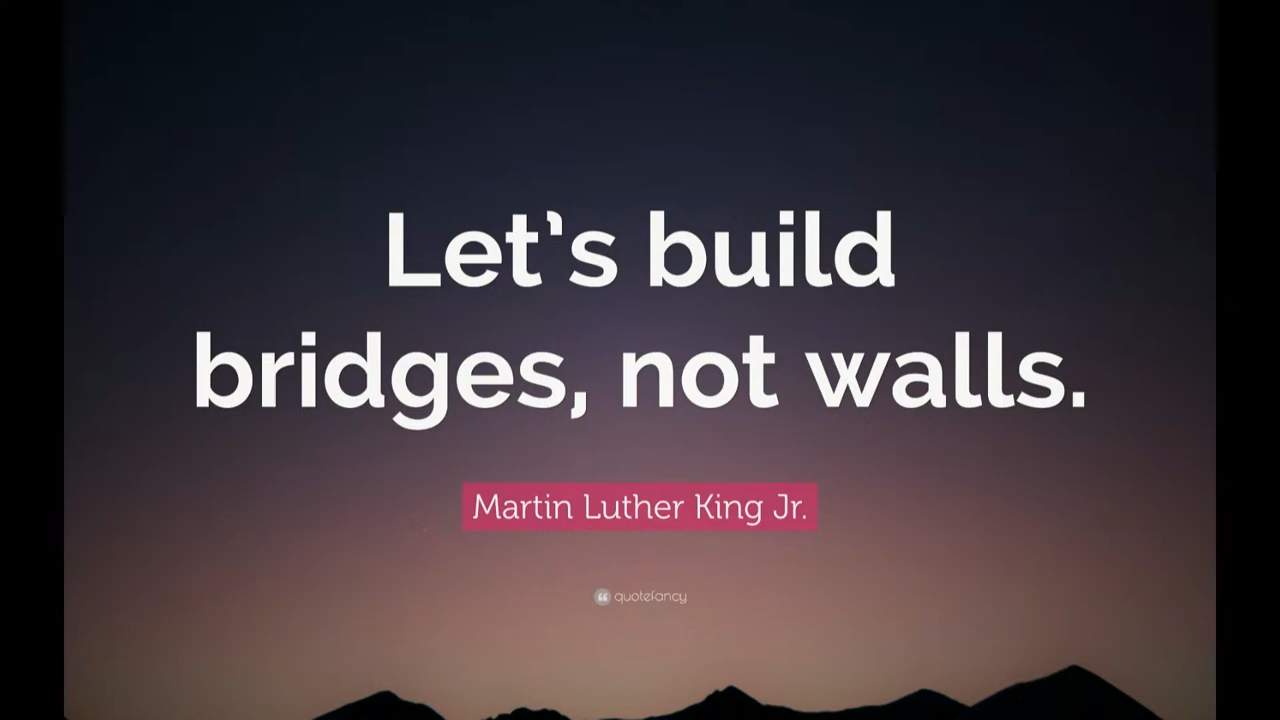 Let’s build
bridges, not walls.
Martin Luther King Jr.
quotefancy